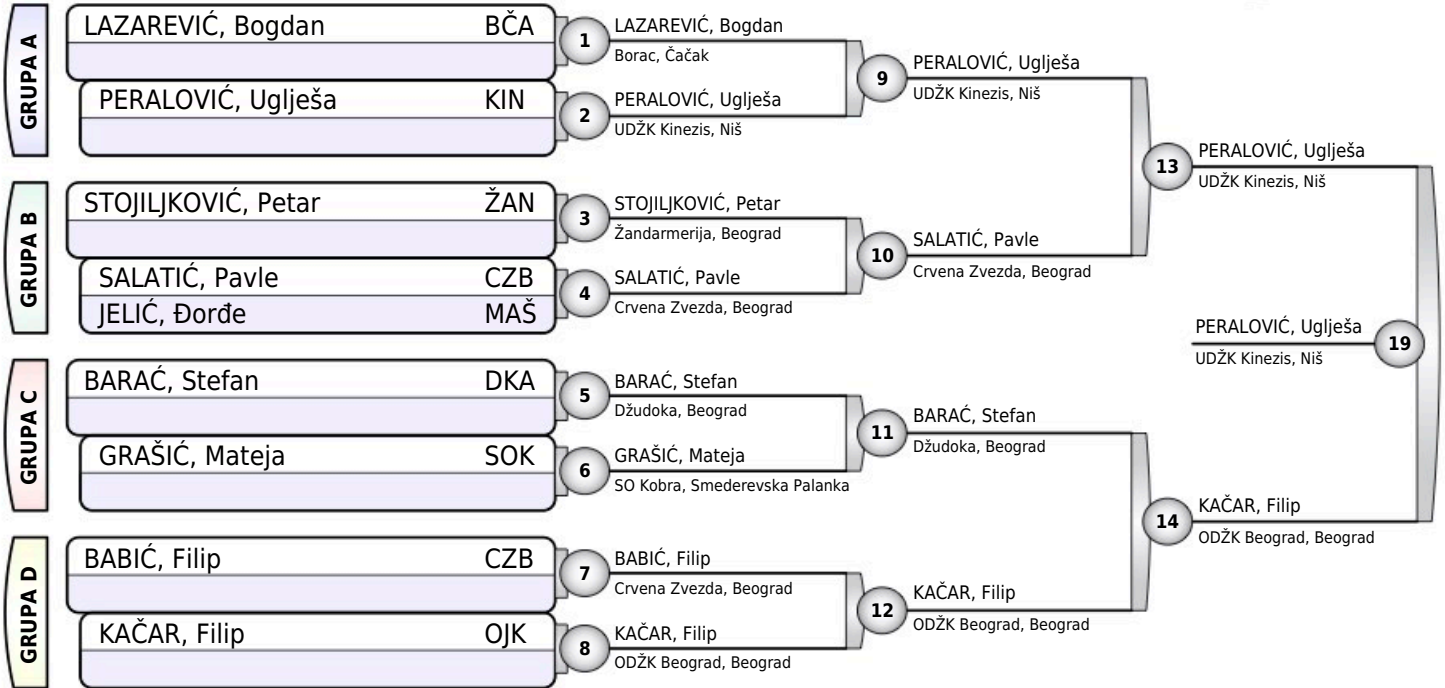 GRUPA A
LAZAREVIĆ, Bogdan BČA
PERALOVIĆ, Uglješa KIN
GRUPA B
STOJILJKOVIĆ, Petar ŽAN
SALATIĆ, Pavle CZB
JELIĆ, Đorđe MAŠ
GRUPA C
BARAĆ, Stefan DKA
GRAŠIĆ, Mateja SOK
GRUPA D
BABIĆ, Filip CZB
KAČAR, Filip OJK
1
LAZAREVIĆ, Bogdan
Borac, Čačak
2
PERALOVIĆ, Uglješa
UDŽK Kinezis, Niš
3
STOJILJKOVIĆ, Petar
Žandarmerija, Beograd
4
SALATIĆ, Pavle
Crvena Zvezda, Beograd
5
BARAĆ, Stefan
Džudoka, Beograd
6
GRAŠIĆ, Mateja
SO Kobra, Smederevska Palanka
7
BABIĆ, Filip
Crvena Zvezda, Beograd
8
KAČAR, Filip
ODŽK Beograd, Beograd
9
PERALOVIĆ, Uglješa
UDŽK Kinezis, Niš
10
SALATIĆ, Pavle
Crvena Zvezda, Beograd
11
BARAĆ, Stefan
Džudoka, Beograd
12
KAČAR, Filip
ODŽK Beograd, Beograd
13
PERALOVIĆ, Uglješa
UDŽK Kinezis, Niš
14
KAČAR, Filip
ODŽK Beograd, Beograd
PERALOVIĆ, Uglješa
UDŽK Kinezis, Niš
19